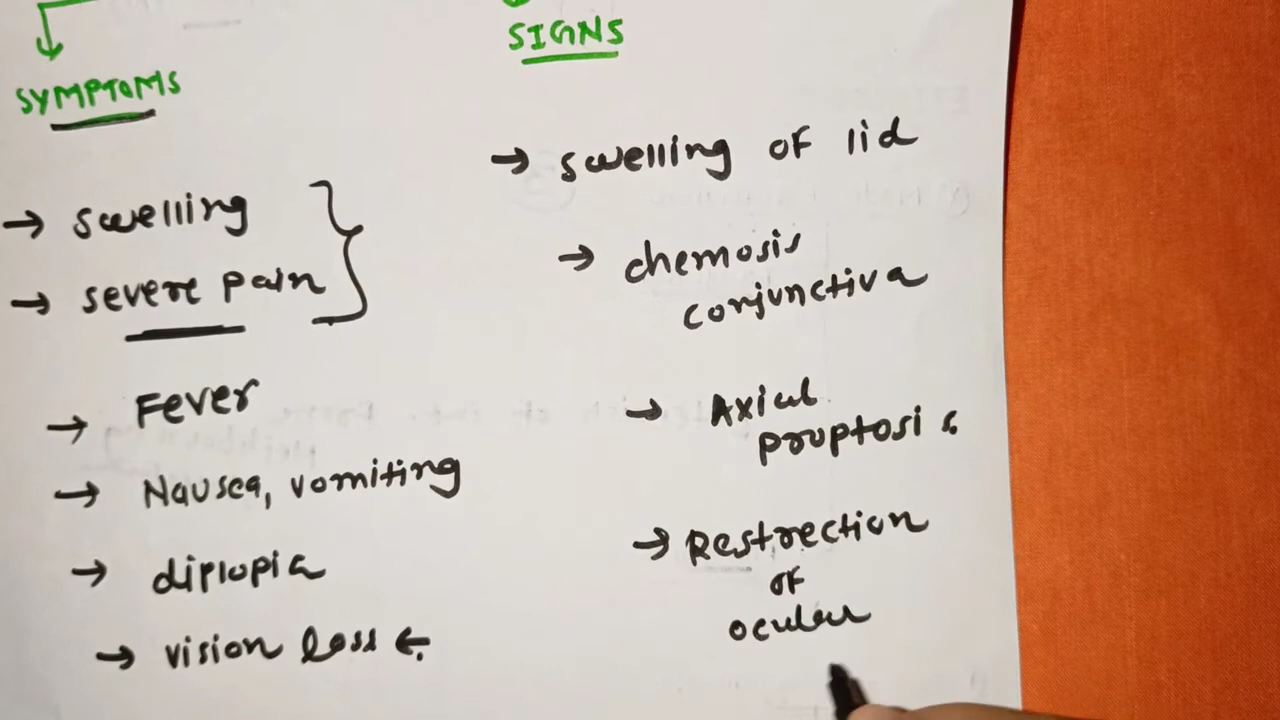 SYMPTOMS
→ swelling
→ severe pain
→ Fever
→ Nausea, vomiting
→ diplopia
→ vision loss ←
SIGNS
→ swelling of lid
→ chemosis
conjunctiva
→ Axial
proptosis
→ Restrection
of
ocular